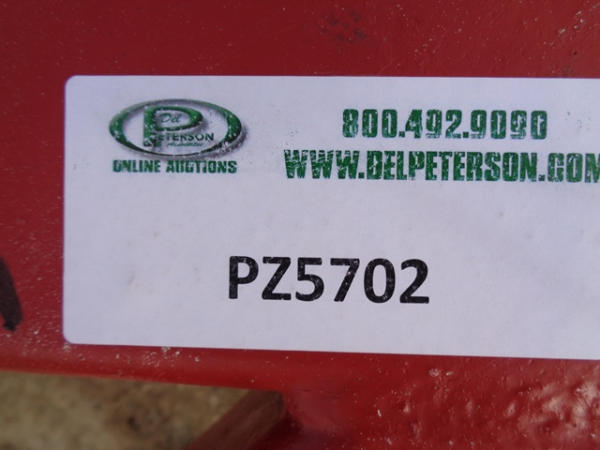 Del
PETERSON
ONLINE AUCTIONS
800.492.9090
WWW.DELPETERSON.COM
PZ5702